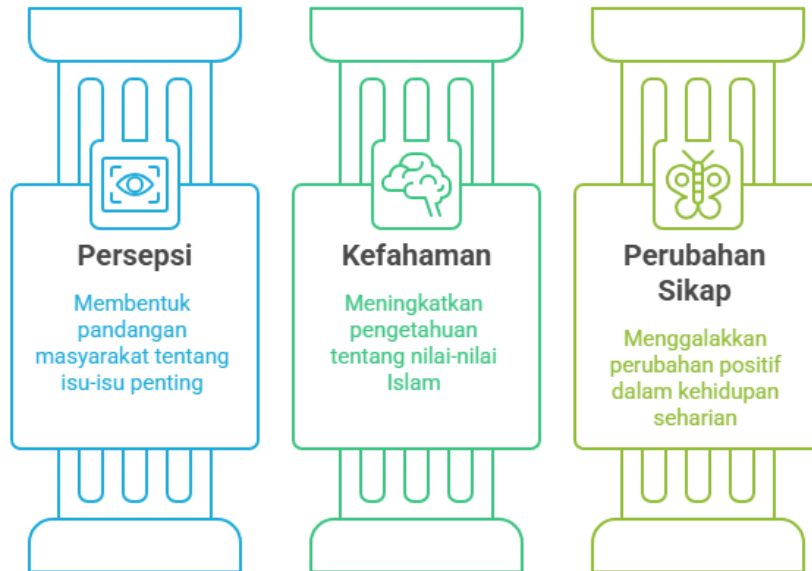 Persepsi
Membentuk
pandangan
masyarakat tentang
isu-isu penting
Kefahaman
Meningkatkan
pengetahuan
tentang nilai-nilai
Islam
Perubahan
Sikap
Menggalakkan
perubahan positif
dalam kehidupan
seharian